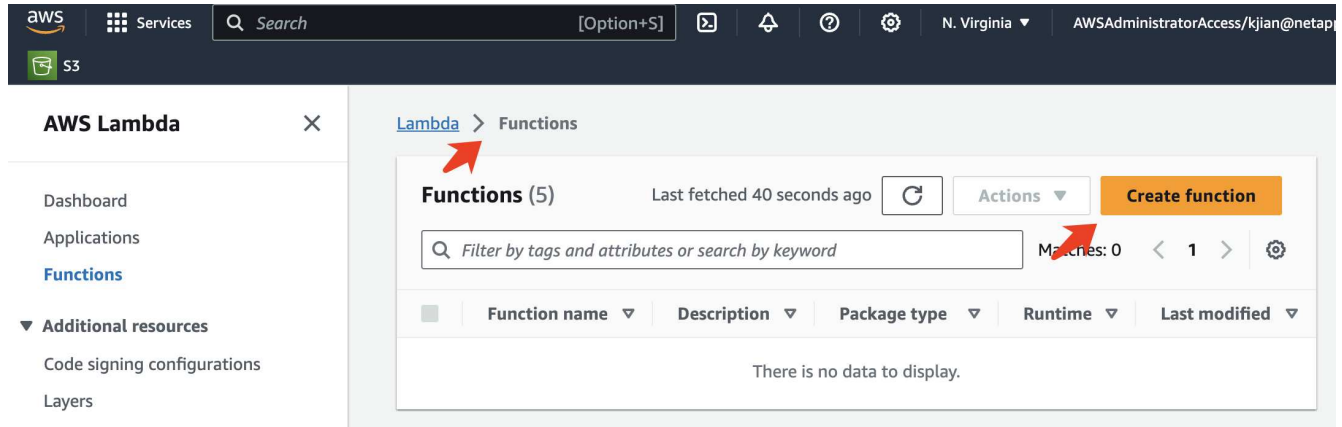 aws Services Search [Option+S] N. Virginia ▼ AWSAdministratorAccess/kjian@netap
S3
AWS Lambda
Lambda > Functions
Functions (5) Last fetched 40 seconds ago Actions ▼ Create function
Dashboard
Applications
Functions
Filter by tags and attributes or search by keyword Matches: 0 < 1 >
Function name Description Package type Runtime Last modified
▼ Additional resources
Code signing configurations
Layers
There is no data to display.